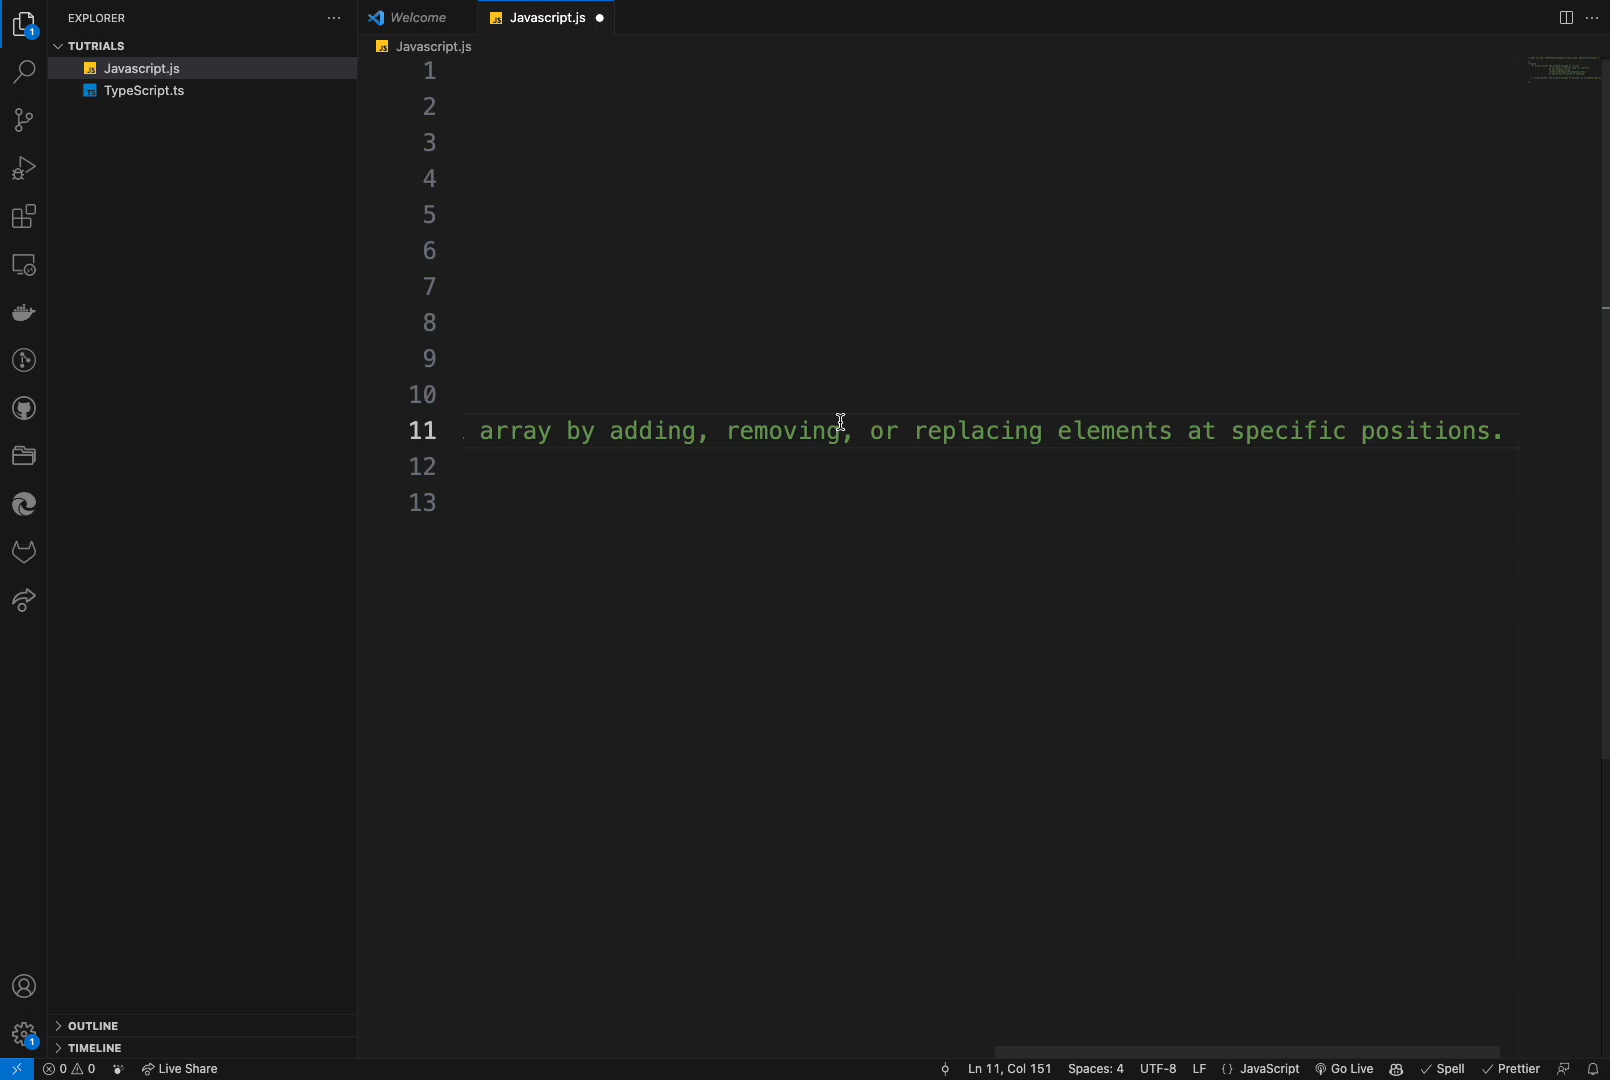 EXPLORER
TUTRIALS
Javascript.js
TypeScript.ts
OUTLINE
TIMELINE
Welcome
Javascript.js
Javascript.js
1
2
3
4
5
6
7
8
9
10
11 array by adding, removing, or replacing elements at specific positions.
12
13
0 0 Live Share Ln 11, Col 151 Spaces: 4 UTF-8 LF {} JavaScript Go Live Spell Prettier